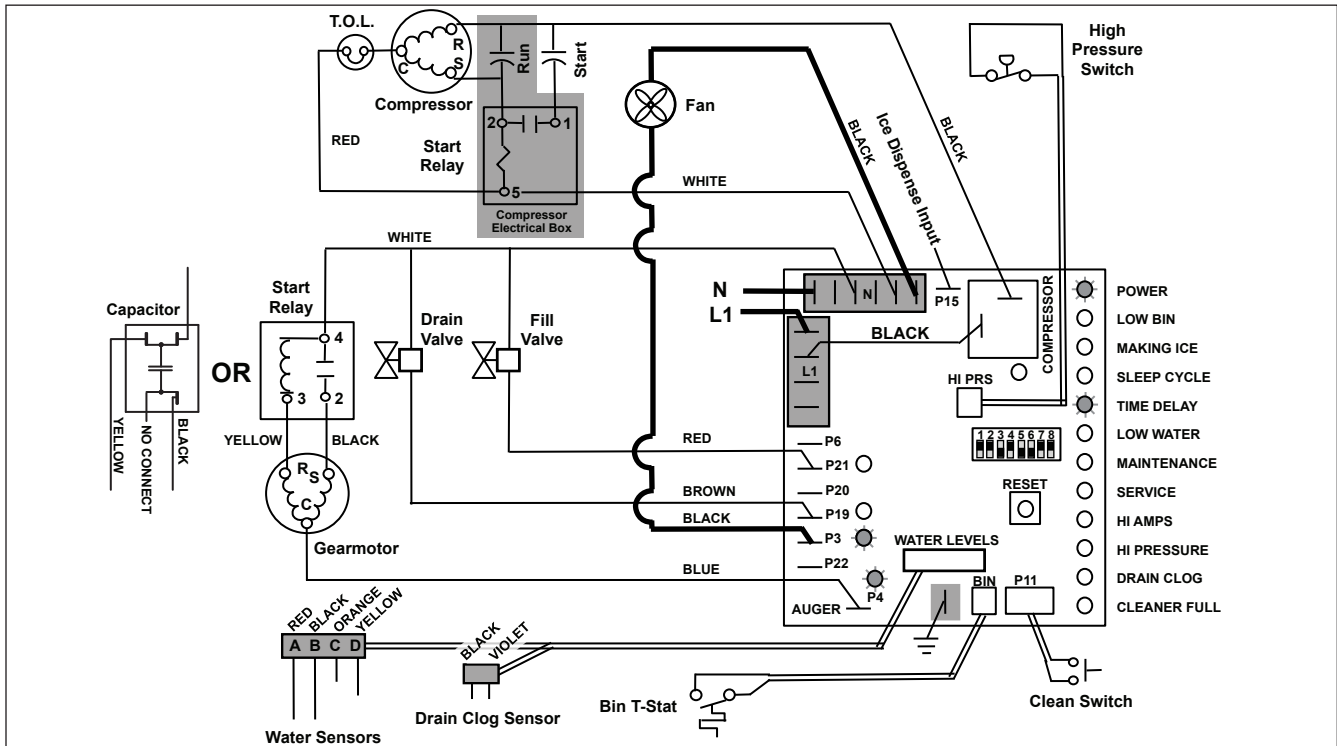 T.O.L.
R
S
C
Compressor
Run
Start
2
1
5
Start
Relay
Compressor
Electrical Box
RED
WHITE
Fan
BLACK
Ice Dispense Input
BLACK
High
Pressure
Switch
WHITE
Capacitor
YELLOW
NO CONNECT
BLACK
OR
Start
Relay
4
3
2
YELLOW
BLACK
R
S
C
Gearmotor
Drain
Valve
Fill
Valve
N
L1
N
P15
BLACK
L1
COMPRESSOR
HI PRS
1 2 3 4 5 6 7 8
RESET
RED
BROWN
BLACK
BLUE
P6
P21
P20
P19
P3
P22
P4
AUGER
WATER LEVELS
BIN
P11
POWER
LOW BIN
MAKING ICE
SLEEP CYCLE
TIME DELAY
LOW WATER
MAINTENANCE
SERVICE
HI AMPS
HI PRESSURE
DRAIN CLOG
CLEANER FULL
RED
BLACK
ORANGE
YELLOW
A B C D
Water Sensors
BLACK
VIOLET
Drain Clog Sensor
Bin T-Stat
Clean Switch